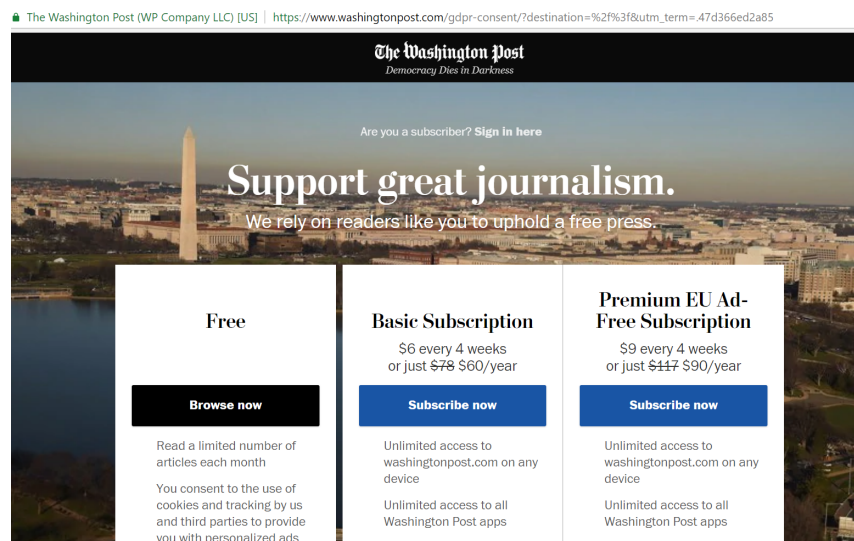 The Washington Post (WP Company LLC) [US] | https://www.washingtonpost.com/gdpr-consent/?destination=%2f%3f&utm_term=.47d366ed2a85
The Washington Post
Democracy Dies in Darkness
Are you a subscriber? Sign in here
Support great journalism.
We rely on readers like you to uphold a free press.
Free
Browse now
Read a limited number of
articles each month
You consent to the use of
cookies and tracking by us
and third parties to provide
you with personalized ads
Basic Subscription
$6 every 4 weeks
or just $78 $60/year
Subscribe now
Unlimited access to
washingtonpost.com on any
device
Unlimited access to all
Washington Post apps
Premium EU Ad-
Free Subscription
$9 every 4 weeks
or just $117 $90/year
Subscribe now
Unlimited access to
washingtonpost.com on any
device
Unlimited access to all
Washington Post apps